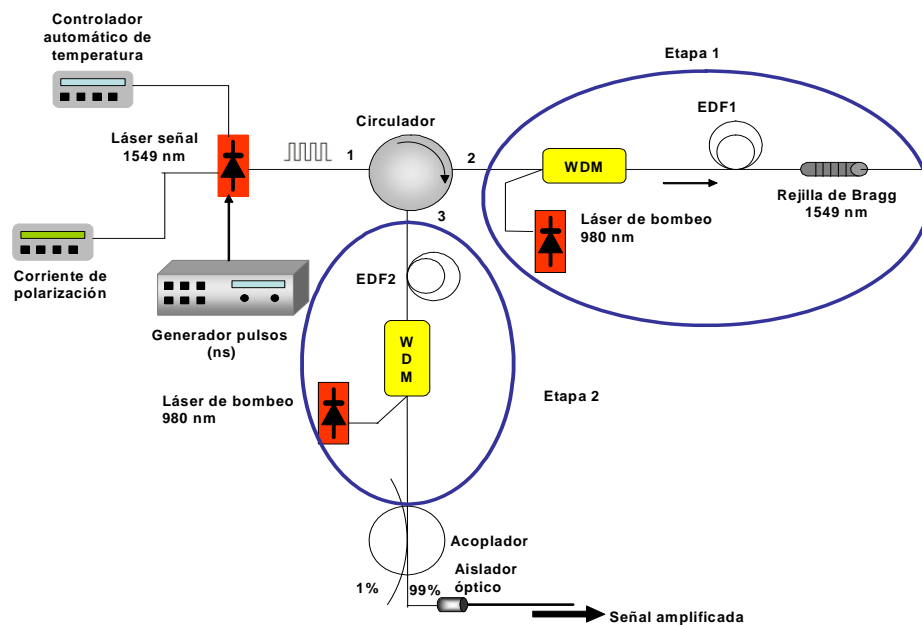 Controlador
automático de
temperatura
Etapa 1
EDF1
Láser señal
1549 nm
Circulador
1
2
WDM
Rejilla de Bragg
1549 nm
3
Láser de bombeo
980 nm
Corriente de
polarización
EDF2
Generador pulsos
(ns)
W
D
M
Láser de bombeo
980 nm
Etapa 2
Acoplador
1%
99%
Aislador
óptico
Señal amplificada